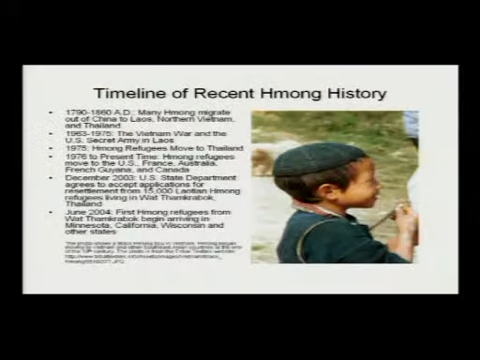 Timeline of Recent Hmong History
• 1790-1860 A.D.: Many Hmong migrate
out of China to Laos, Northern Vietnam,
and Thailand
• 1963-1975: The Vietnam War and the
U.S. Secret Army in Laos
• 1975: Hmong Refugees Move to Thailand
• 1976 to Present Time: Hmong refugees
move to the U.S., France, Australia,
French Guyana, and Canada
• December 2003: U.S. State Department
agrees to accept applications for
resettlement from 15,000 Laotian Hmong
refugees living in Wat Thamkrabok,
Thailand
• June 2004: First Hmong refugees from
Wat Thamkrabok begin arriving in
Minnesota, California, Wisconsin and
other states